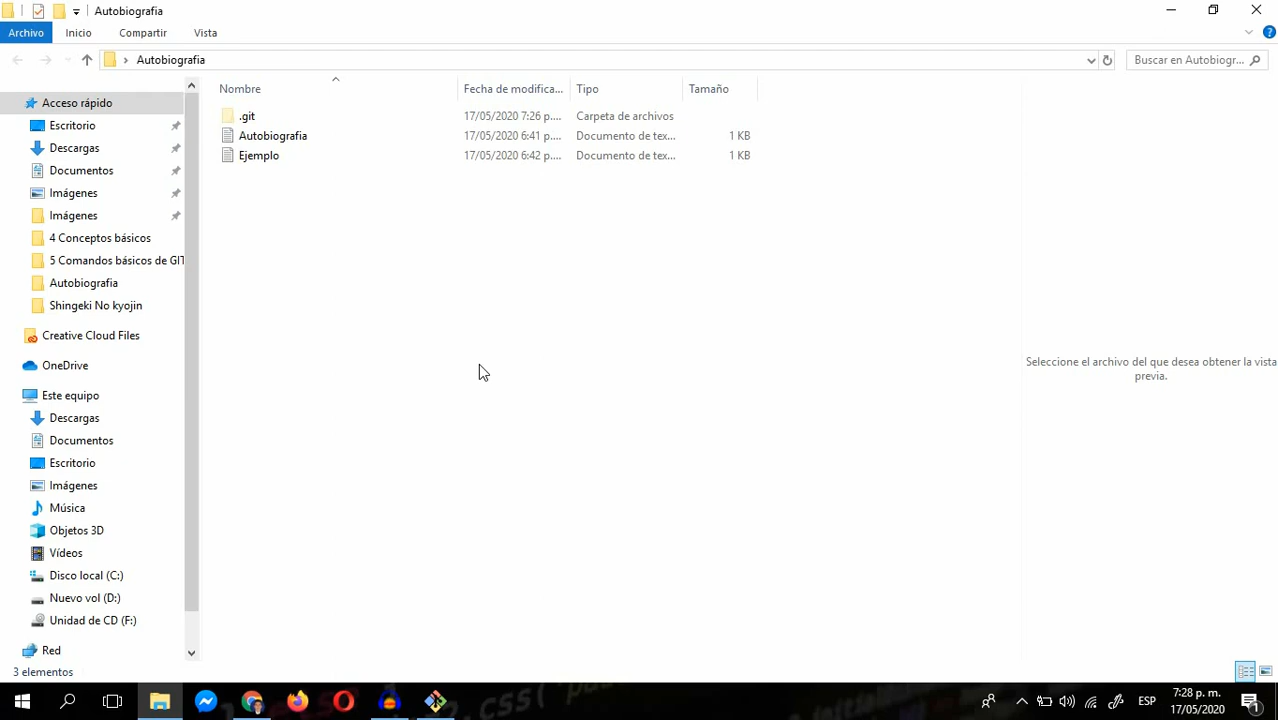 Autobiografia
Archivo Inicio Compartir Vista
Autobiografia
Buscar en Autobiogr...
Nombre Fecha de modifica... Tipo Tamaño
.git 17/05/2020 7:26 p.... Carpeta de archivos
Autobiografia 17/05/2020 6:41 p.... Documento de tex... 1 KB
Ejemplo 17/05/2020 6:42 p.... Documento de tex... 1 KB
Acceso rápido
Escritorio
Descargas
Documentos
Imágenes
Imágenes
4 Conceptos básicos
5 Comandos básicos de GIT
Autobiografia
Shingeki No kyojin
Creative Cloud Files
OneDrive
Este equipo
Descargas
Documentos
Escritorio
Imágenes
Música
Objetos 3D
Vídeos
Disco local (C:)
Nuevo vol (D:)
Unidad de CD (F:)
Red
Seleccione el archivo del que desea obtener la vista
previa.
3 elementos
ESP
7:28 p. m.
17/05/2020
1